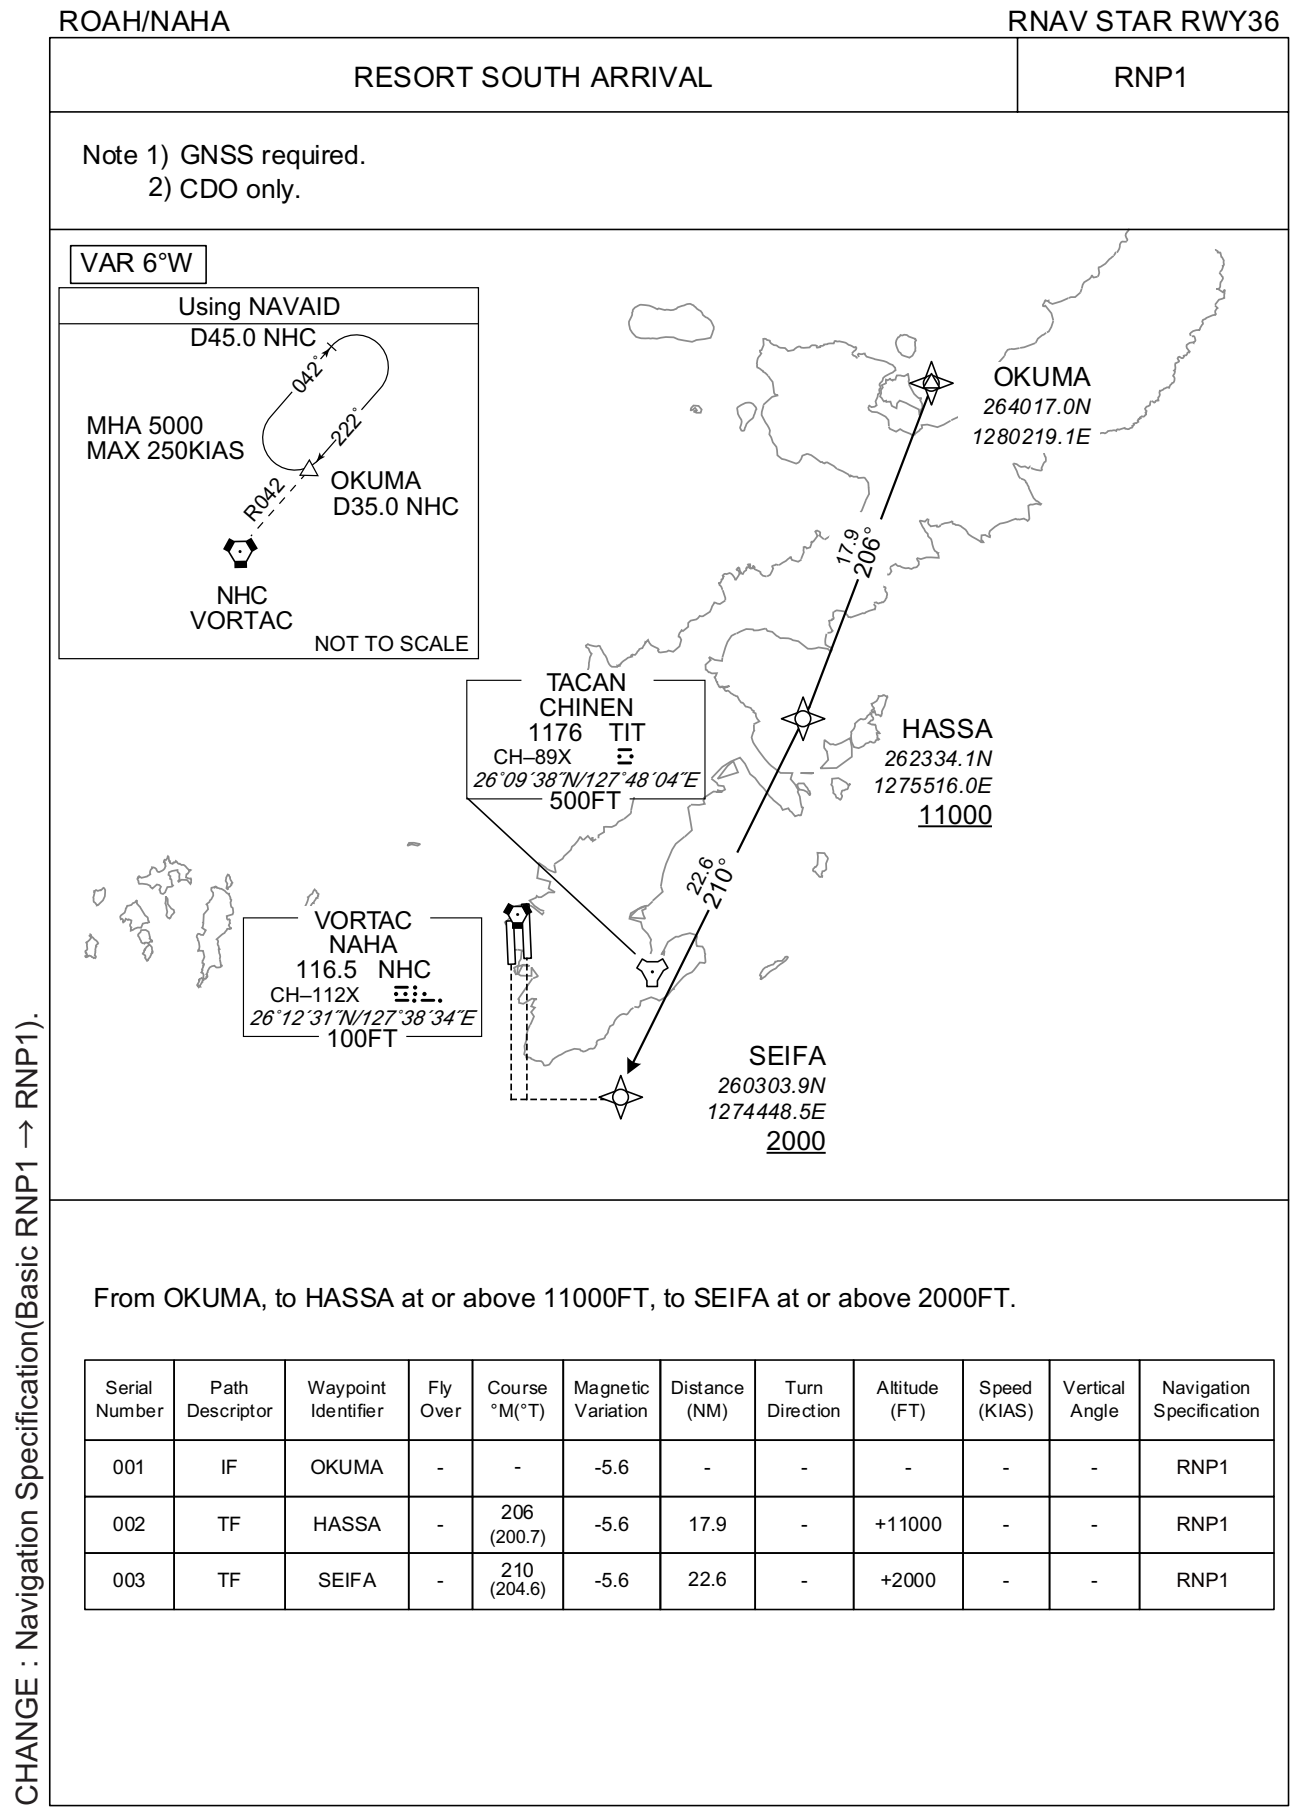 ROAH/NAHA
RNAV STAR RWY36
RESORT SOUTH ARRIVAL
RNP1
Note 1) GNSS required.
2) CDO only.
VAR 6°W
Using NAVAID
D45.0 NHC
042°
222°
MHA 5000
MAX 250KIAS
OKUMA
D35.0 NHC
R042
NHC
VORTAC
NOT TO SCALE
OKUMA
264017.0N
1280219.1E
17.9
206°
TACAN
CHINEN
1176 TIT
CH–89X
26°09′38″N/127°48′04″E
500FT
HASSA
262334.1N
1275516.0E
11000
22.6
210°
VORTAC
NAHA
116.5 NHC
CH–112X
26°12′31″N/127°38′34″E
100FT
SEIFA
260303.9N
1274448.5E
2000
From OKUMA, to HASSA at or above 11000FT, to SEIFA at or above 2000FT.
Serial Number Path Descriptor Waypoint Identifier Fly Over Course °M(°T) Magnetic Variation Distance (NM) Turn Direction Altitude (FT) Speed (KIAS) Vertical Angle Navigation Specification
001 IF OKUMA - - -5.6 - - - - - RNP1
002 TF HASSA - 206 (200.7) -5.6 17.9 - +11000 - - RNP1
003 TF SEIFA - 210 (204.6) -5.6 22.6 - +2000 - - RNP1
CHANGE : Navigation Specification(Basic RNP1 → RNP1).